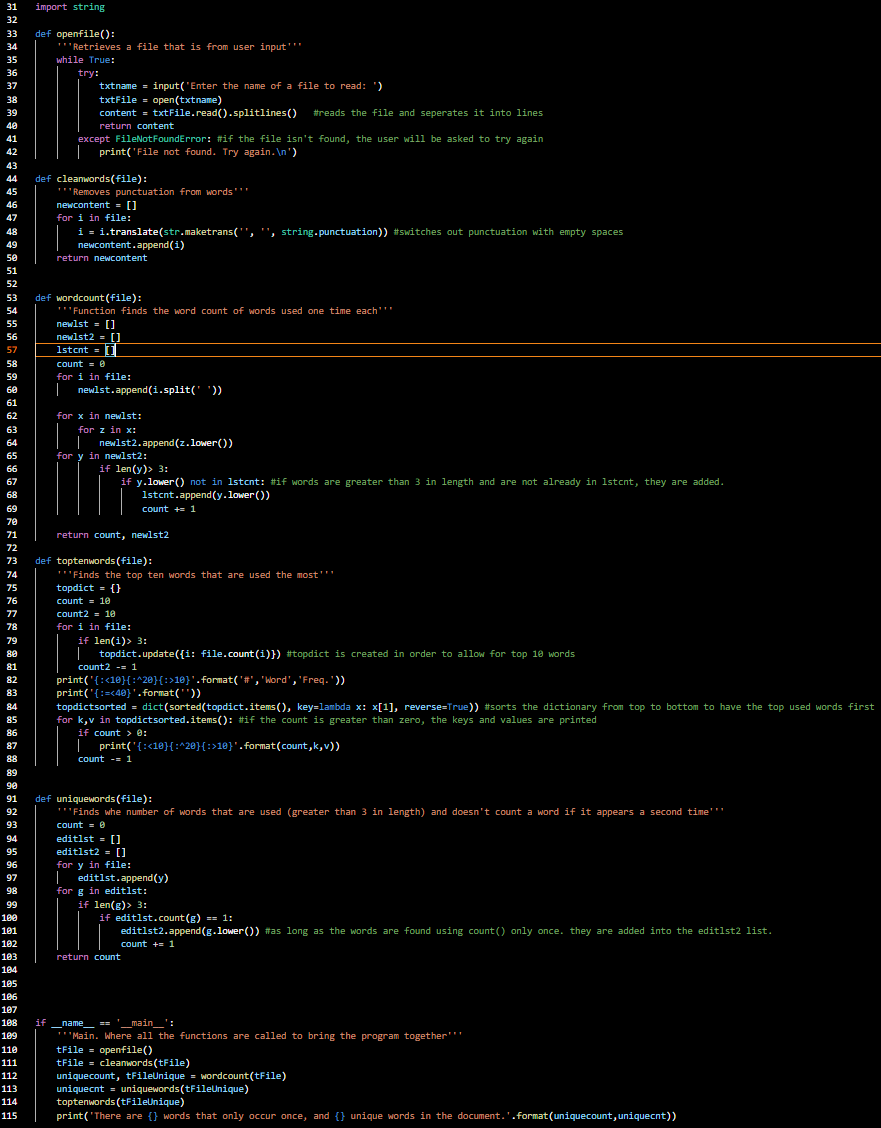 31 import string
32
33 def openfile():
34     '''Retrieves a file that is from user input'''
35     while True:
36         try:
37             txtname = input('Enter the name of a file to read: ')
38             txtFile = open(txtname)
39             content = txtFile.read().splitlines()   #reads the file and seperates it into lines
40             return content
41         except FileNotFoundError: #if the file isn't found, the user will be asked to try again
42             print('File not found. Try again.\n')
43
44 def cleanwords(file):
45     '''Removes punctuation from words'''
46     newcontent = []
47     for i in file:
48         i = i.translate(str.maketrans('', '', string.punctuation)) #switches out punctuation with empty spaces
49         newcontent.append(i)
50     return newcontent
51
52
53 def wordcount(file):
54     '''Function finds the word count of words used one time each'''
55     newlst = []
56     newlst2 = []
57     lstcnt = []
58     count = 0
59     for i in file:
60         newlst.append(i.split(' '))
61
62     for x in newlst:
63         for z in x:
64             newlst2.append(z.lower())
65     for y in newlst2:
66             if len(y)> 3:
67                 if y.lower() not in lstcnt: #if words are greater than 3 in length and are not already in lstcnt, they are added.
68                     lstcnt.append(y.lower())
69                     count += 1
70
71     return count, newlst2
72
73 def toptenwords(file):
74     '''Finds the top ten words that are used the most'''
75     topdict = {}
76     count = 10
77     count2 = 10
78     for i in file:
79         if len(i)> 3:
80             topdict.update({i: file.count(i)}) #topdict is created in order to allow for top 10 words
81         count2 -= 1
82     print('{:<10}{:^20}{:>10}'.format('#','Word','Freq.'))
83     print('{:=<40}'.format(''))
84     topdictsorted = dict(sorted(topdict.items(), key=lambda x: x[1], reverse=True)) #sorts the dictionary from top to bottom to have the top used words first
85     for k,v in topdictsorted.items(): #if the count is greater than zero, the keys and values are printed
86         if count > 0:
87             print('{:<10}{:^20}{:>10}'.format(count,k,v))
88         count -= 1
89
90
91 def uniquewords(file):
92     '''Finds whe number of words that are used (greater than 3 in length) and doesn't count a word if it appears a second time'''
93     count = 0
94     editlst = []
95     editlst2 = []
96     for y in file:
97         editlst.append(y)
98     for g in editlst:
99         if len(g)> 3:
100             if editlst.count(g) == 1:
101                 editlst2.append(g.lower()) #as long as the words are found using count() only once. they are added into the editlst2 list.
102                 count += 1
103     return count
104
105
106
107
108 if __name__ == '__main__':
109     '''Main. Where all the functions are called to bring the program together'''
110     tFile = openfile()
111     tFile = cleanwords(tFile)
112     uniquecount, tFileUnique = wordcount(tFile)
113     uniquecnt = uniquewords(tFileUnique)
114     toptenwords(tFileUnique)
115     print('There are {} words that only occur once, and {} unique words in the document.'.format(uniquecount,uniquecnt))